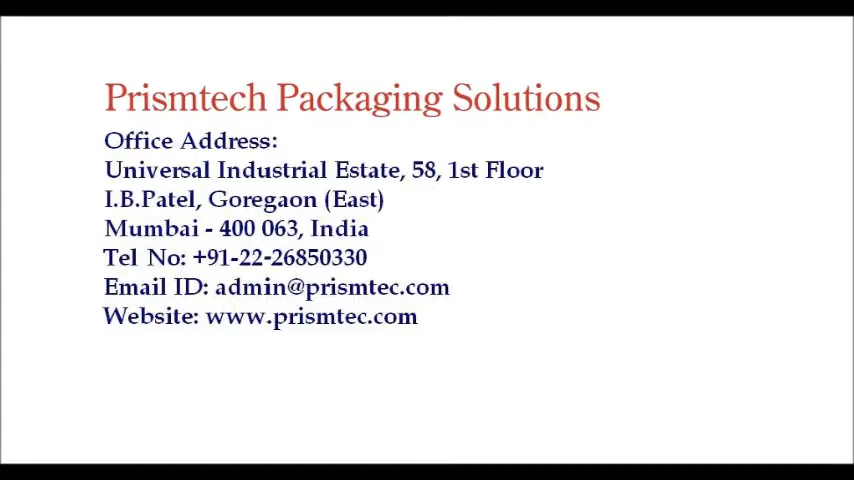 Prismtech Packaging Solutions
Office Address:
Universal Industrial Estate, 58, 1st Floor
I.B.Patel, Goregaon (East)
Mumbai - 400 063, India
Tel No: +91-22-26850330
Email ID: admin@prismtec.com
Website: www.prismtec.com